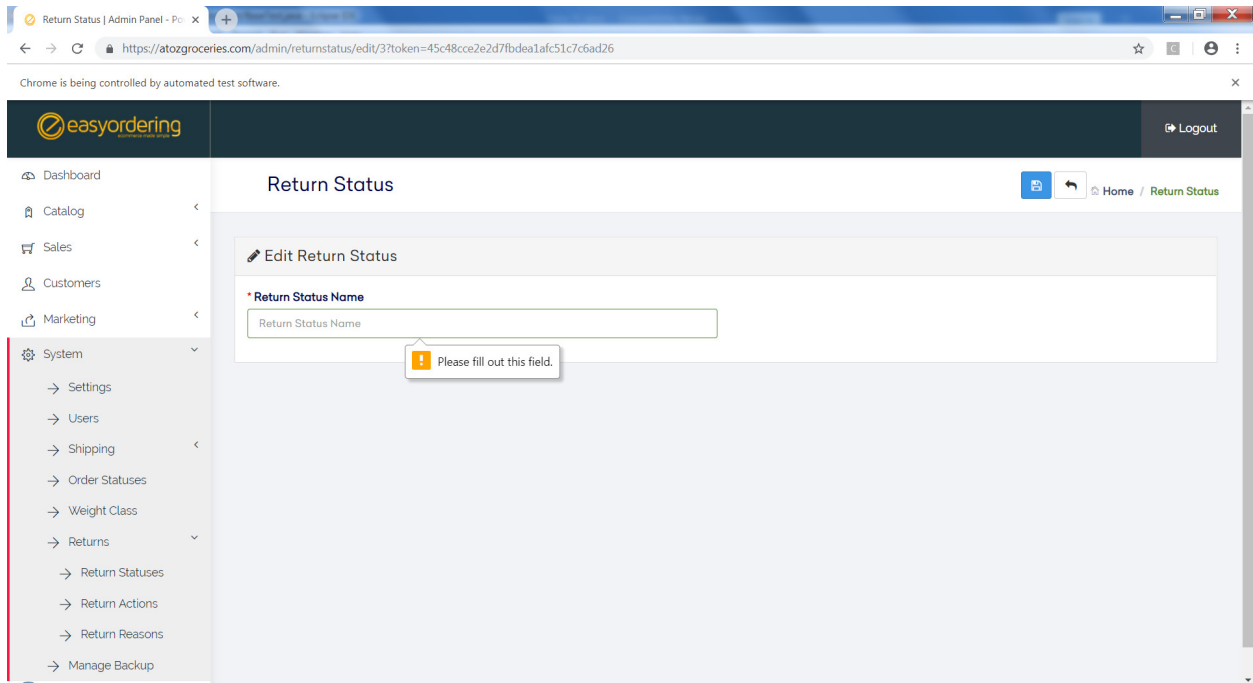 Return Status | Admin Panel - Po
https://atozgroceries.com/admin/returnstatus/edit/3?token=45c48cce2e2d7fbdea1afc51c7c6ad26
C
Chrome is being controlled by automated test software.
easyordering
ecommerce made simple
Logout
Dashboard
Return Status
Home / Return Status
Catalog
Sales
Edit Return Status
Customers
* Return Status Name
Marketing
Return Status Name
System
! Please fill out this field.
Settings
Users
Shipping
Order Statuses
Weight Class
Returns
Return Statuses
Return Actions
Return Reasons
Manage Backup